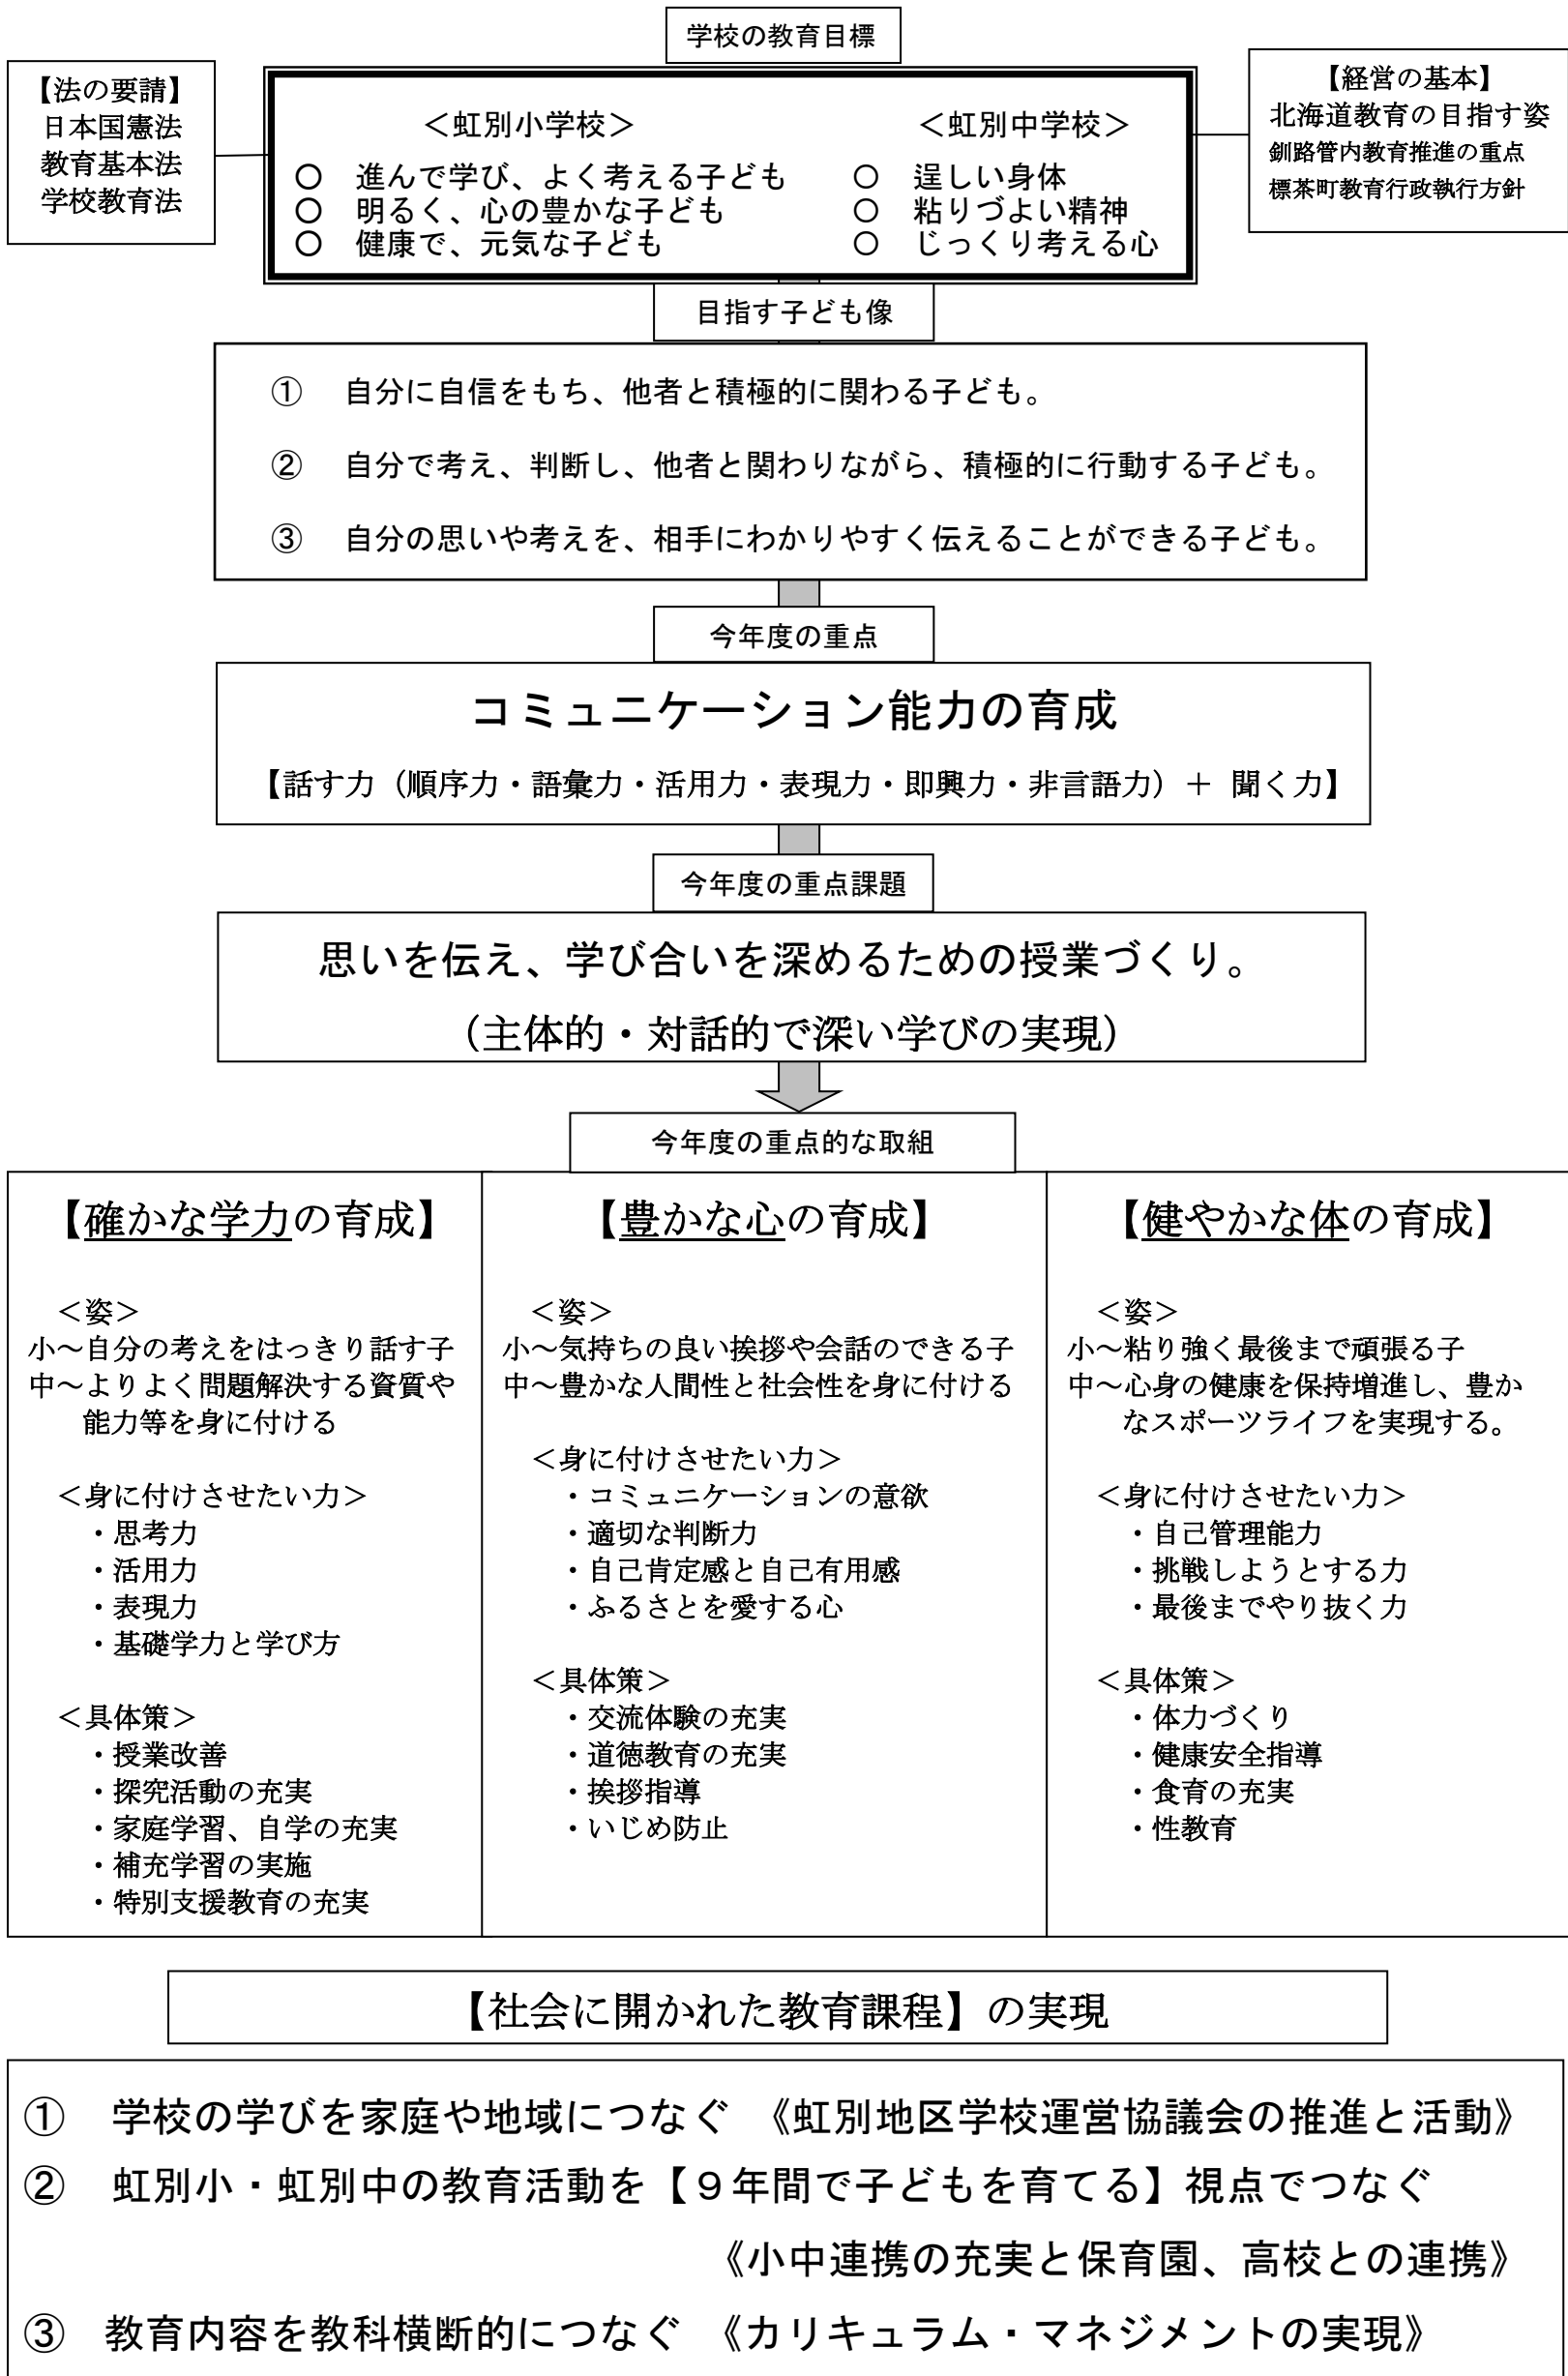 学校の教育目標
【法の要請】
日本国憲法
教育基本法
学校教育法
＜虹別小学校＞
○　進んで学び、よく考える子ども
○　明るく、心の豊かな子ども
○　健康で、元気な子ども
＜虹別中学校＞
○　逞しい身体
○　粘りづよい精神
○　じっくり考える心
【経営の基本】
北海道教育の目指す姿
釧路管内教育推進の重点
標茶町教育行政執行方針
目指す子ども像
①　自分に自信をもち、他者と積極的に関わる子ども。
②　自分で考え、判断し、他者と関わりながら、積極的に行動する子ども。
③　自分の思いや考えを、相手にわかりやすく伝えることができる子ども。
今年度の重点
コミュニケーション能力の育成
【話す力（順序力・語彙力・活用力・表現力・即興力・非言語力）＋ 聞く力】
今年度の重点課題
思いを伝え、学び合いを深めるための授業づくり。
（主体的・対話的で深い学びの実現）
今年度の重点的な取組
【確かな学力の育成】
＜姿＞
小～自分の考えをはっきり話す子
中～よりよく問題解決する資質や
能力等を身に付ける
＜身に付けさせたい力＞
・思考力
・活用力
・表現力
・基礎学力と学び方
＜具体策＞
・授業改善
・探究活動の充実
・家庭学習、自学の充実
・補充学習の実施
・特別支援教育の充実
【豊かな心の育成】
＜姿＞
小～気持ちの良い挨拶や会話のできる子
中～豊かな人間性と社会性を身に付ける
＜身に付けさせたい力＞
・コミュニケーションの意欲
・適切な判断力
・自己肯定感と自己有用感
・ふるさとを愛する心
＜具体策＞
・交流体験の充実
・道徳教育の充実
・挨拶指導
・いじめ防止
【健やかな体の育成】
＜姿＞
小～粘り強く最後まで頑張る子
中～心身の健康を保持増進し、豊か
なスポーツライフを実現する。
＜身に付けさせたい力＞
・自己管理能力
・挑戦しようとする力
・最後までやり抜く力
＜具体策＞
・体力づくり
・健康安全指導
・食育の充実
・性教育
【社会に開かれた教育課程】の実現
①　学校の学びを家庭や地域につなぐ　《虹別地区学校運営協議会の推進と活動》
②　虹別小・虹別中の教育活動を【９年間で子どもを育てる】視点でつなぐ
《小中連携の充実と保育園、高校との連携》
③　教育内容を教科横断的につなぐ　《カリキュラム・マネジメントの実現》